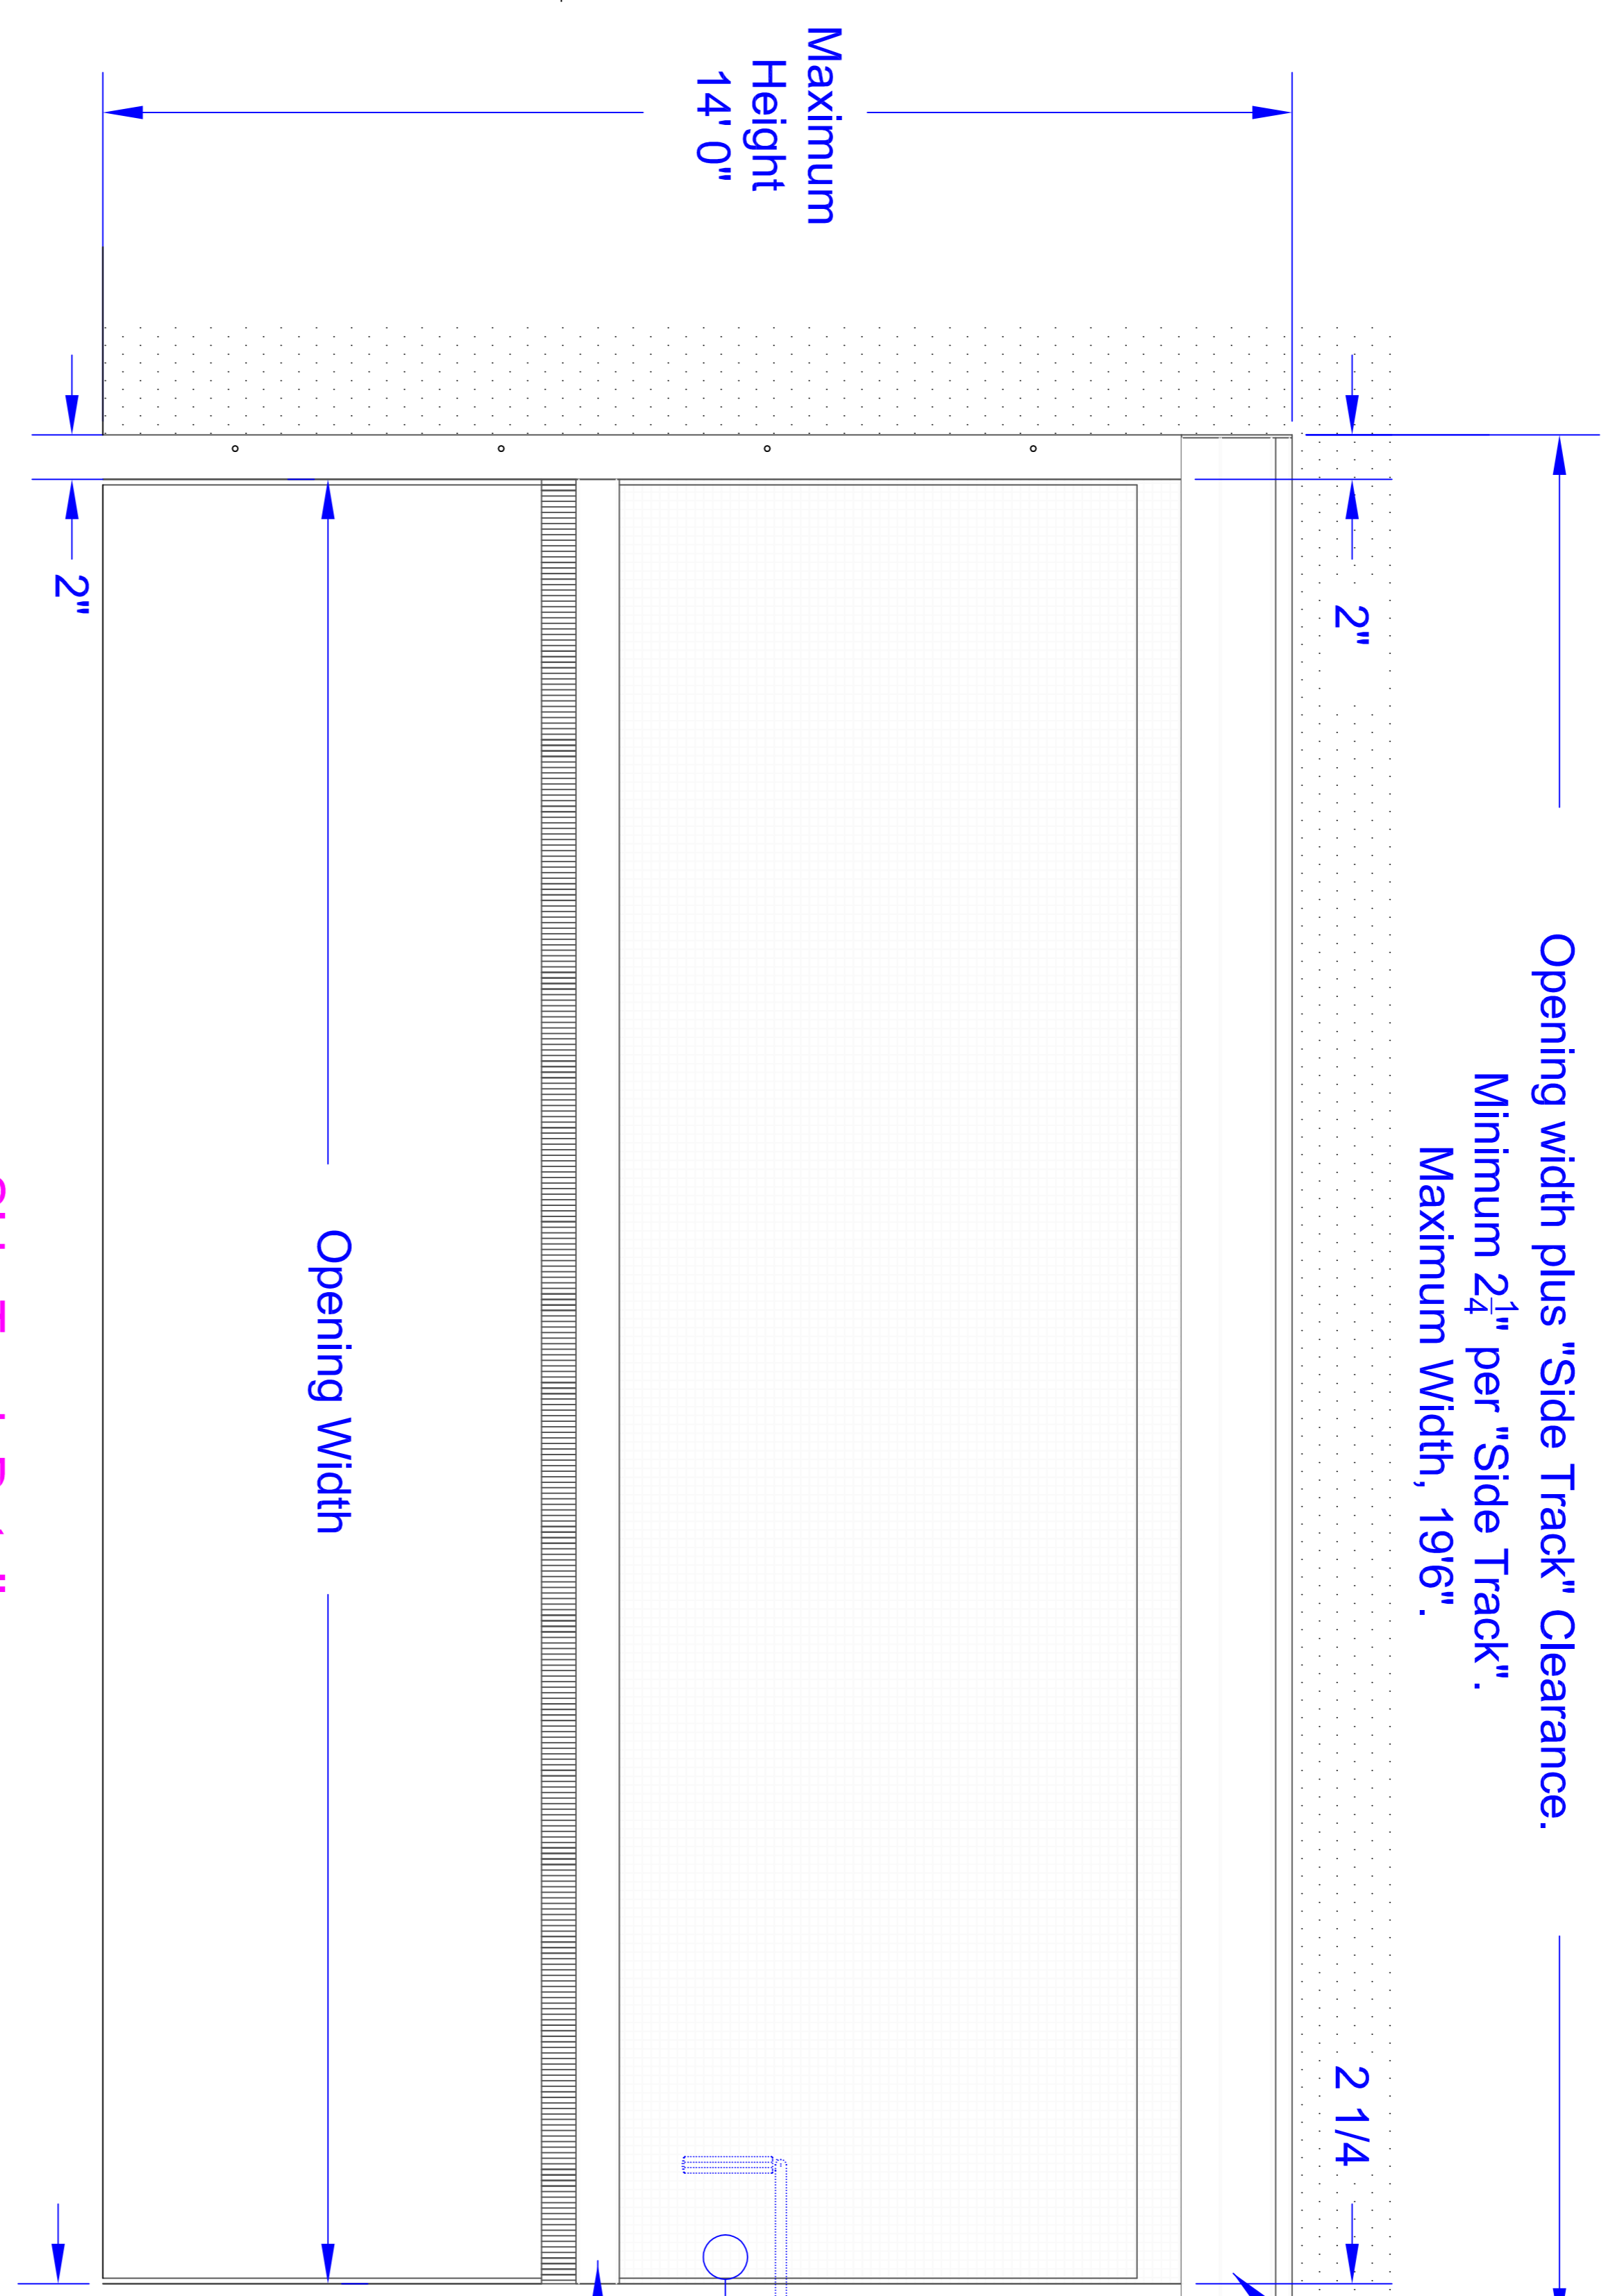 Opening width plus "Side Track" Clearance.
Minimum 2¼" per "Side Track".
Maximum Width, 19'6".
2"
2 1/4
Maximum
Height
14' 0"
Opening Width
2"